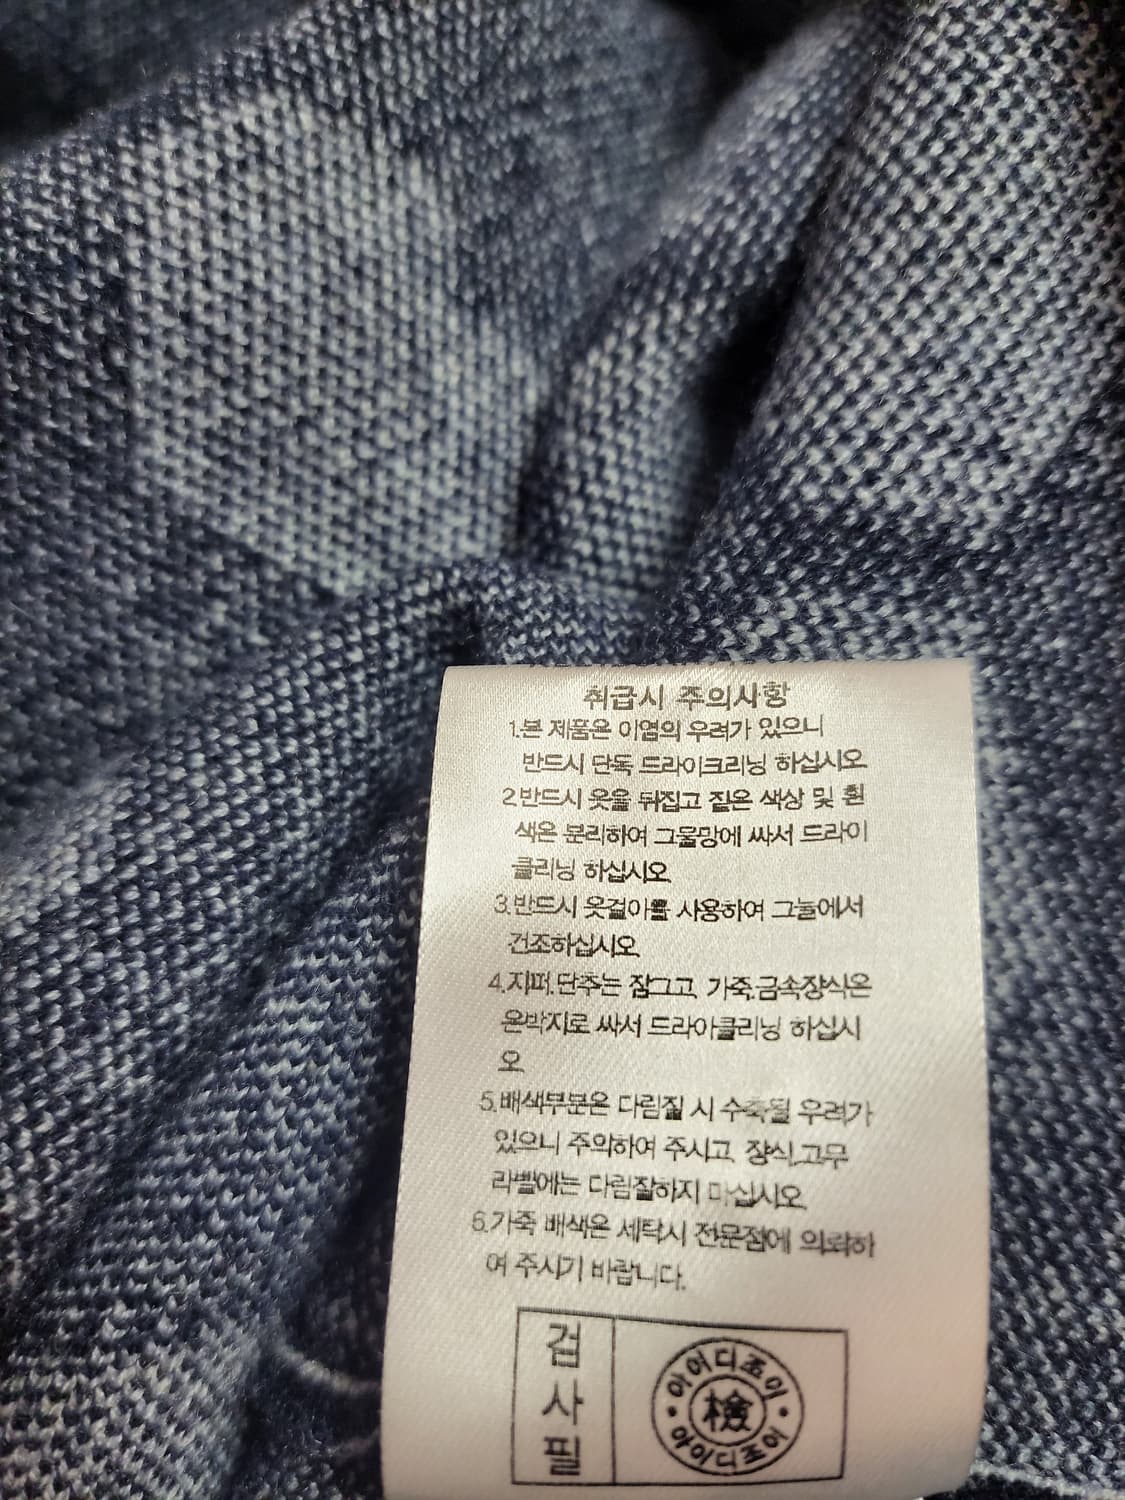 취급시 주의사항
1.본 제품은 이염의 우려가 있으니
반드시 단독 드라이크리닝 하십시오
2.반드시 옷을 뒤집고 짙은 색상 및 흰
색은 분리하여 그물망에 싸서 드라이
클리닝 하십시오
3.반드시 옷걸이를 사용하여 그늘에서
건조하십시오
4.지퍼.단추는 잠그고, 가죽.금속장식은
은박지로 싸서 드라이클리닝 하십시
오
5.배색부분은 다림질 시 수축될 우려가
있으니 주의하여 주시고, 장식,고무
라벨에는 다림질하지 마십시오
6.가죽 배색은 세탁시 전문점에 의뢰하
여 주시기 바랍니다.
검
사
필
아이디조이
檢
아이디조이